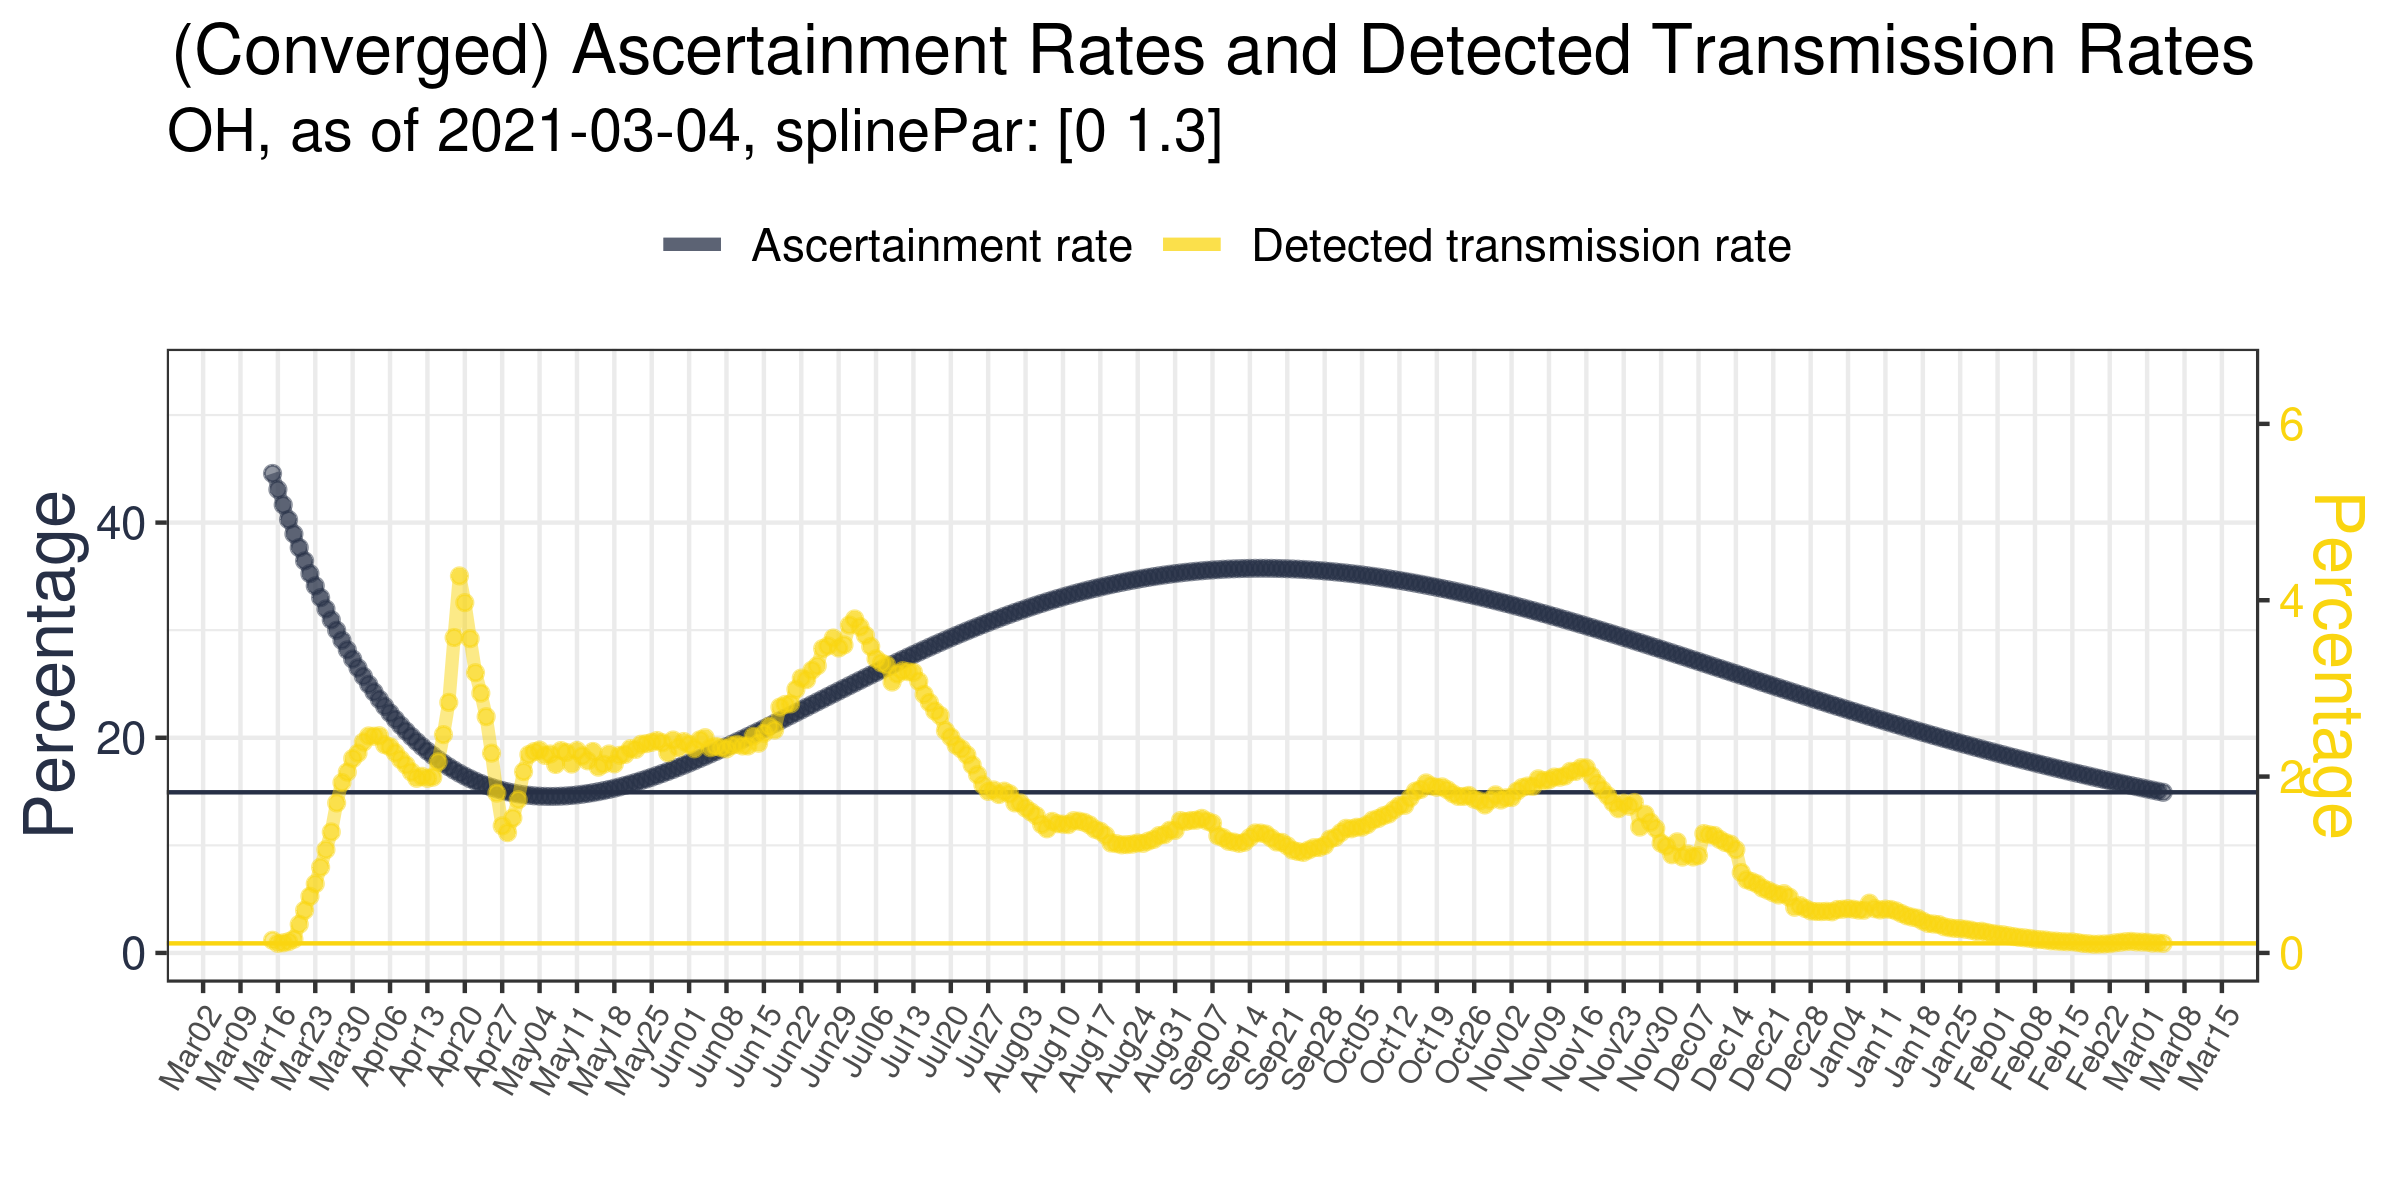 (Converged) Ascertainment Rates and Detected Transmission Rates
OH, as of 2021-03-04, splinePar: [0 1.3]
Ascertainment rate
Detected transmission rate
Percentage
40
20
0
6
4
2
0
Percentage
Mar02
Mar09
Mar16
Mar23
Mar30
Apr06
Apr13
Apr20
Apr27
May04
May11
May18
May25
Jun01
Jun08
Jun15
Jun22
Jun29
Jul06
Jul13
Jul20
Jul27
Aug03
Aug10
Aug17
Aug24
Aug31
Sep07
Sep14
Sep21
Sep28
Oct05
Oct12
Oct19
Oct26
Nov02
Nov09
Nov16
Nov23
Nov30
Dec07
Dec14
Dec21
Dec28
Jan04
Jan11
Jan18
Jan25
Feb01
Feb08
Feb15
Feb22
Mar01
Mar08
Mar15